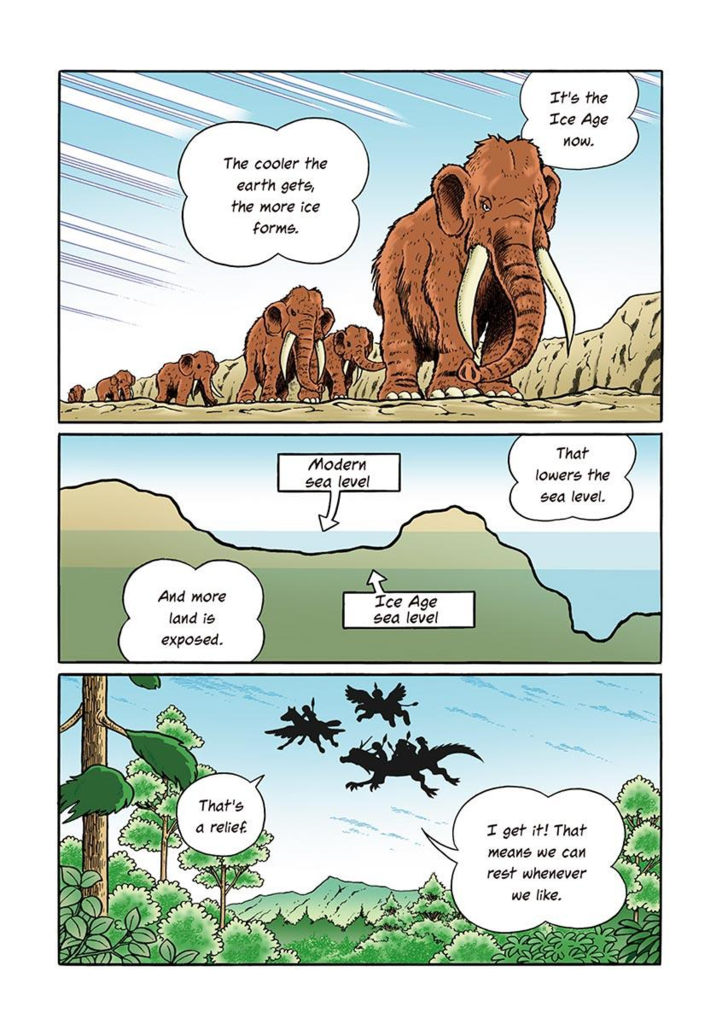 It's the
Ice Age
now.
The cooler the
earth gets,
the more ice
forms.
That
lowers the
sea level.
Modern
sea level
Ice Age
sea level
And more
land is
exposed.
That's
a relief.
I get it! That
means we can
rest whenever
we like.